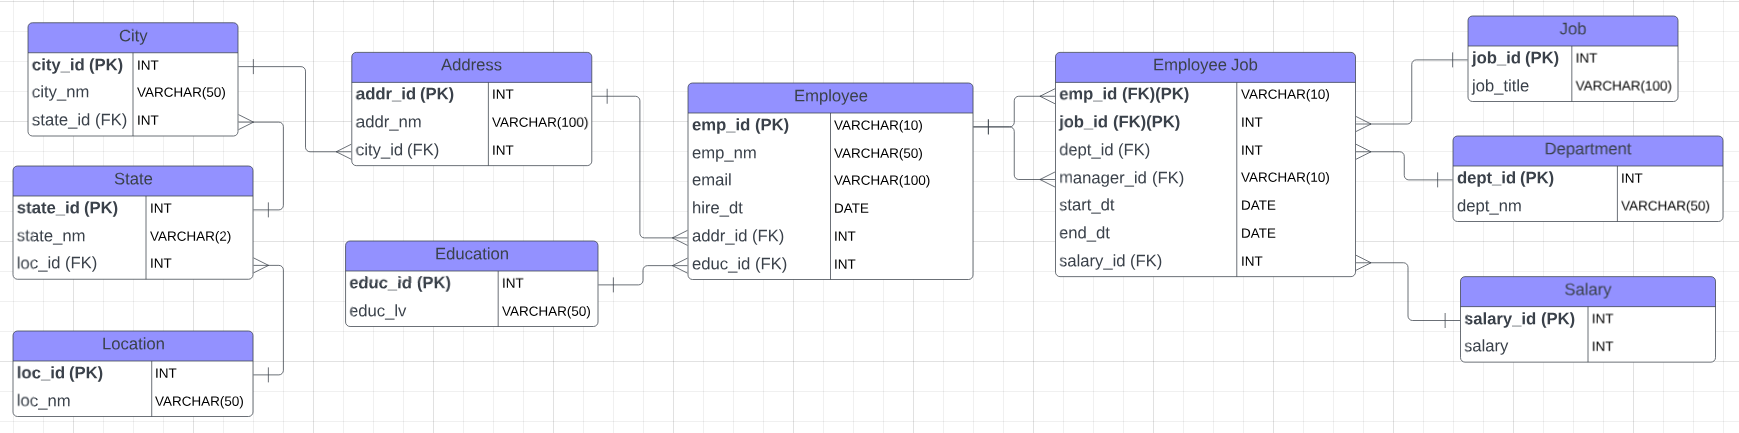 City
city_id (PK) INT
city_nm VARCHAR(50)
state_id (FK) INT
State
state_id (PK) INT
state_nm VARCHAR(2)
loc_id (FK) INT
Location
loc_id (PK) INT
loc_nm VARCHAR(50)
Address
addr_id (PK) INT
addr_nm VARCHAR(100)
city_id (FK) INT
Education
educ_id (PK) INT
educ_lv VARCHAR(50)
Employee
emp_id (PK) VARCHAR(10)
emp_nm VARCHAR(50)
email VARCHAR(100)
hire_dt DATE
addr_id (FK) INT
educ_id (FK) INT
Employee Job
emp_id (FK)(PK) VARCHAR(10)
job_id (FK)(PK) INT
dept_id (FK) INT
manager_id (FK) VARCHAR(10)
start_dt DATE
end_dt DATE
salary_id (FK) INT
Job
job_id (PK) INT
job_title VARCHAR(100)
Department
dept_id (PK) INT
dept_nm VARCHAR(50)
Salary
salary_id (PK) INT
salary INT